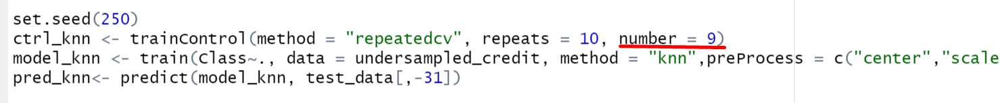 set.seed(250)
ctrl_knn <- trainControl(method = "repeatedcv", repeats = 10, number = 9)
model_knn <- train(Class~., data = undersampled_credit, method = "knn",preProcess = c("center","scale
pred_knn<- predict(model_knn, test_data[,-31])